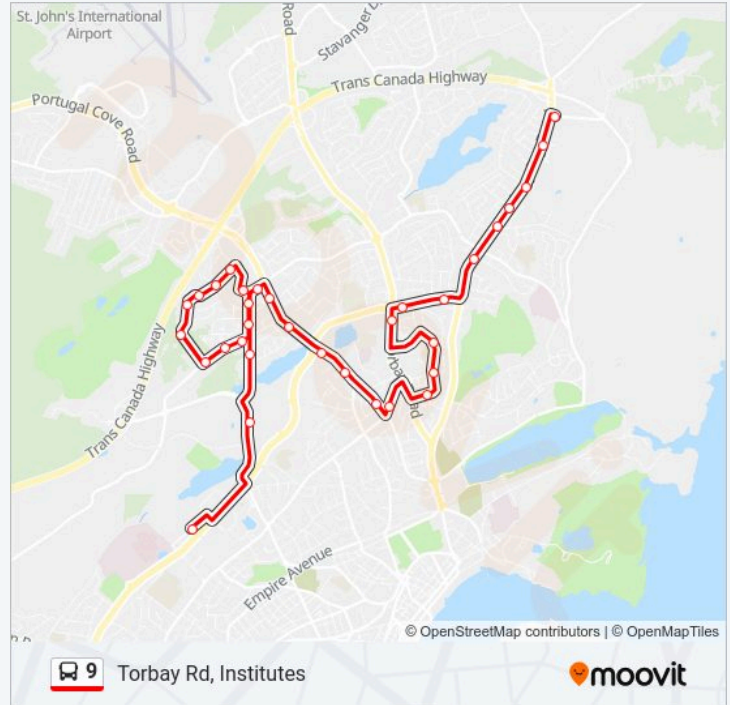 St. John's International
Airport
Road
Stavanger
Trans Canada Highway
Portugal Cove
Road
Trans Canada Highway
ad
Empire Avenue
© OpenStreetMap contributors | © OpenMapTiles
9 Torbay Rd, Institutes
moovit